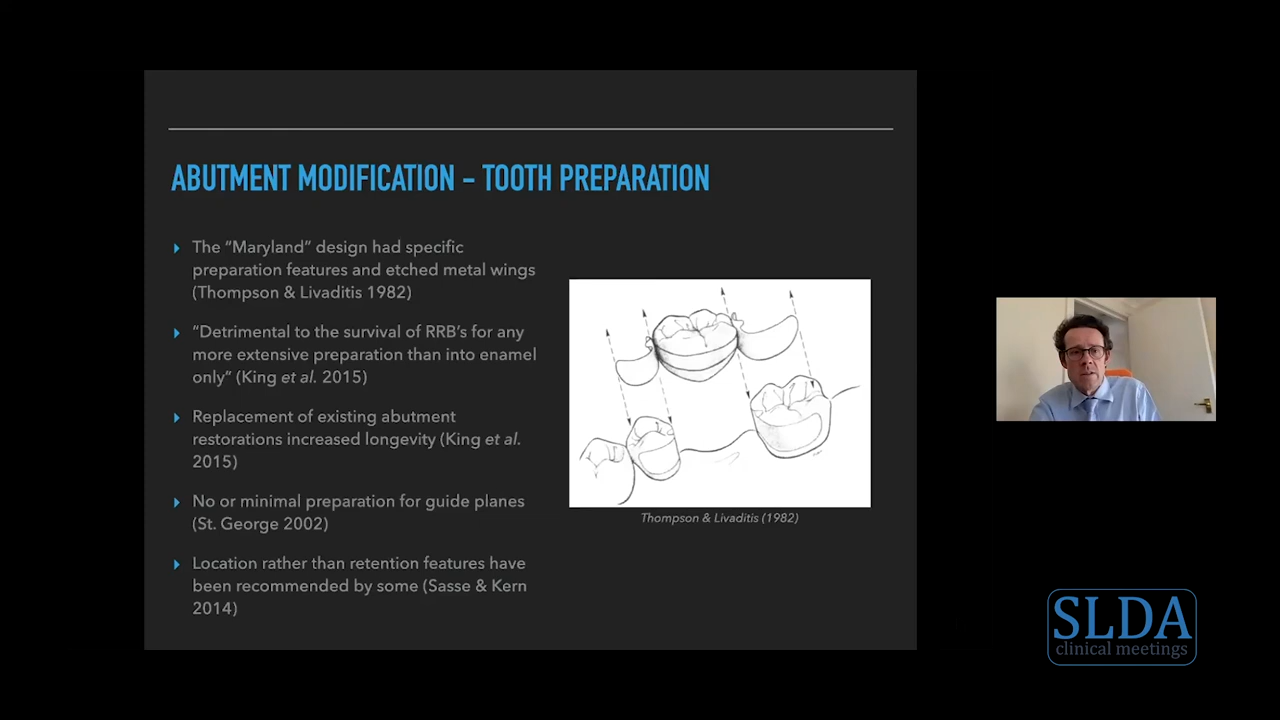 ABUTMENT MODIFICATION – TOOTH PREPARATION
The “Maryland” design had specific
preparation features and etched metal wings
(Thompson & Livaditis 1982)
“Detrimental to the survival of RRB’s for any
more extensive preparation than into enamel
only” (King et al. 2015)
Replacement of existing abutment
restorations increased longevity (King et al.
2015)
No or minimal preparation for guide planes
(St. George 2002)
Location rather than retention features have
been recommended by some (Sasse & Kern
2014)
Thompson & Livaditis (1982)
SLDA
clinical meetings